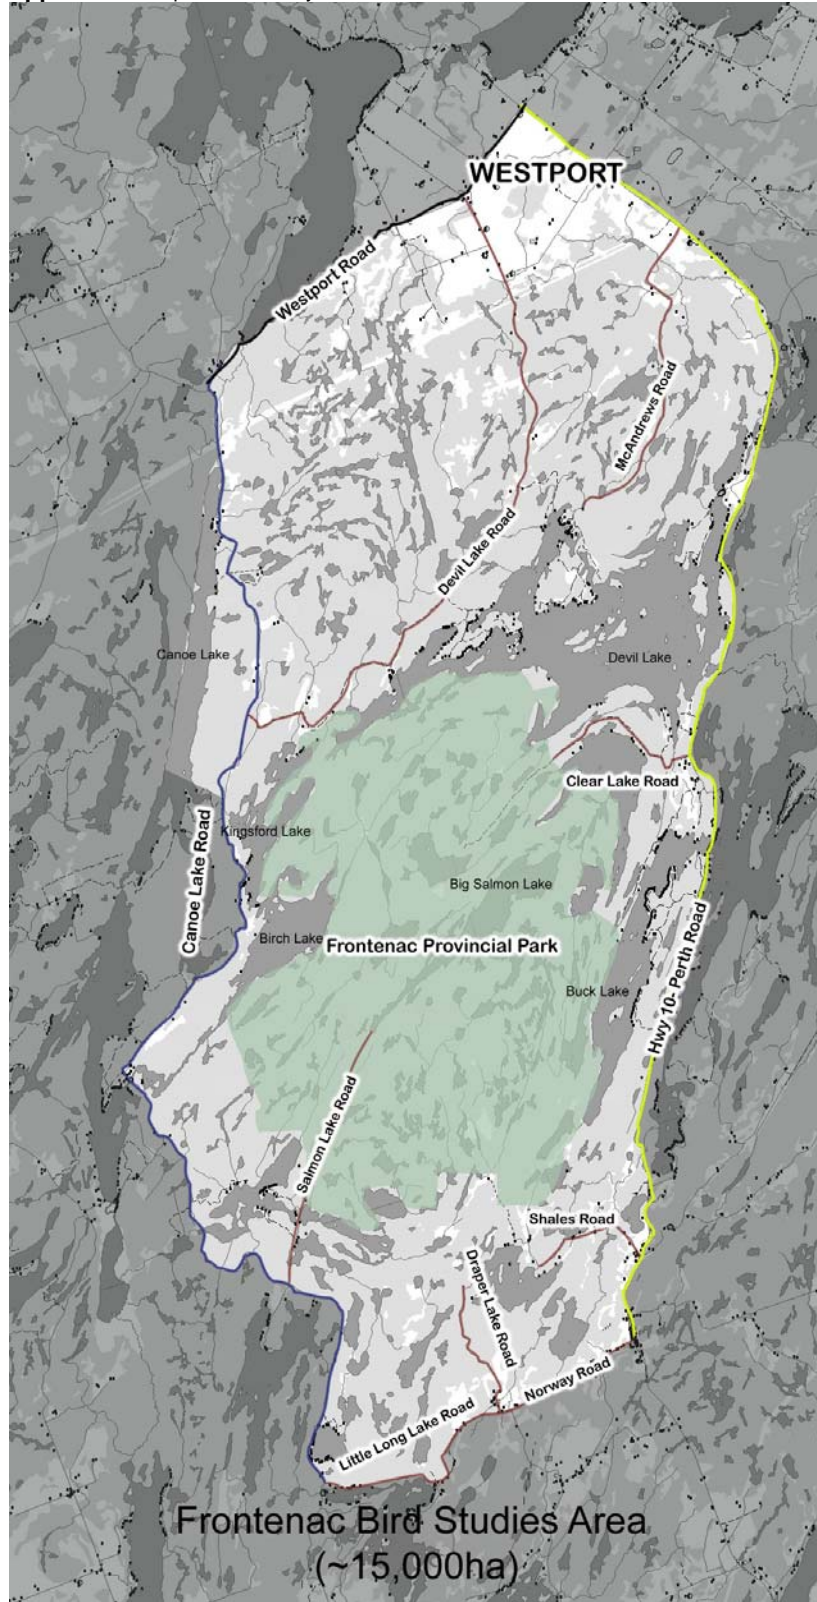 WESTPORT
Westport Road
McAndrews Road
Devil Lake Road
Canoe Lake
Devil Lake
Clear Lake Road
Kingsford Lake
Canoe Lake Road
Big Salmon Lake
Birch Lake
Frontenac Provincial Park
Buck Lake
Hwy 10- Perth Road
Salmon Lake Road
Shales Road
Draper Lake Road
Norway Road
Little Long Lake Road
Frontenac Bird Studies Area
(~15,000ha)